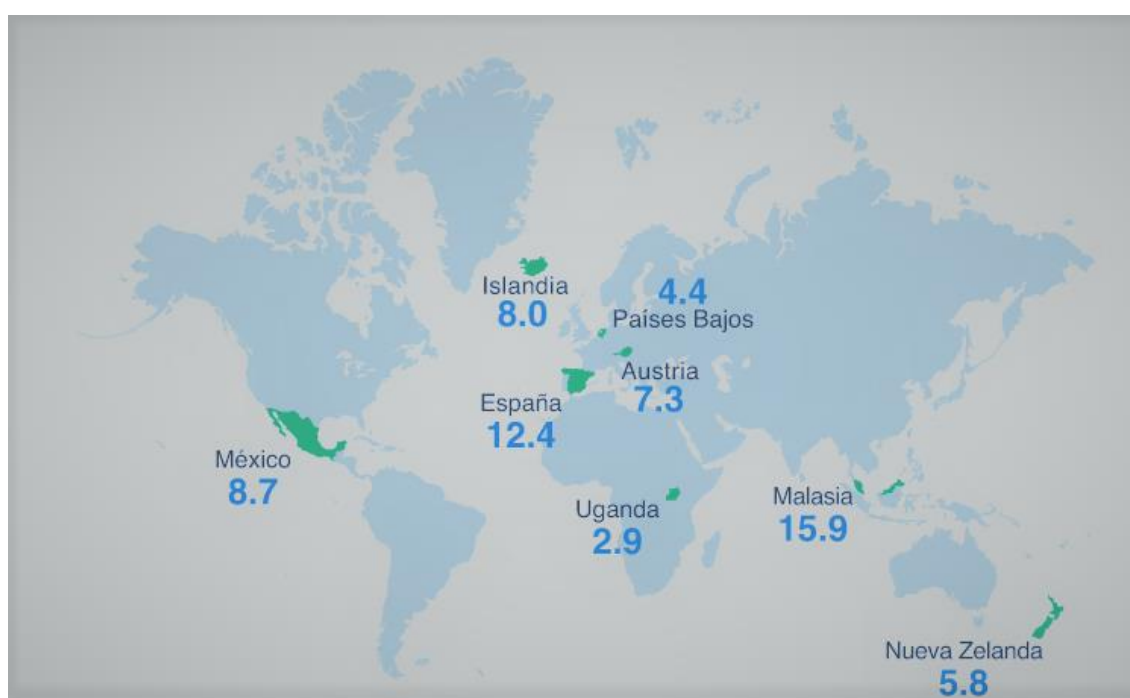 Islandia
8.0
4.4
Países Bajos
Austria
7.3
España
12.4
México
8.7
Uganda
2.9
Malasia
15.9
Nueva Zelanda
5.8